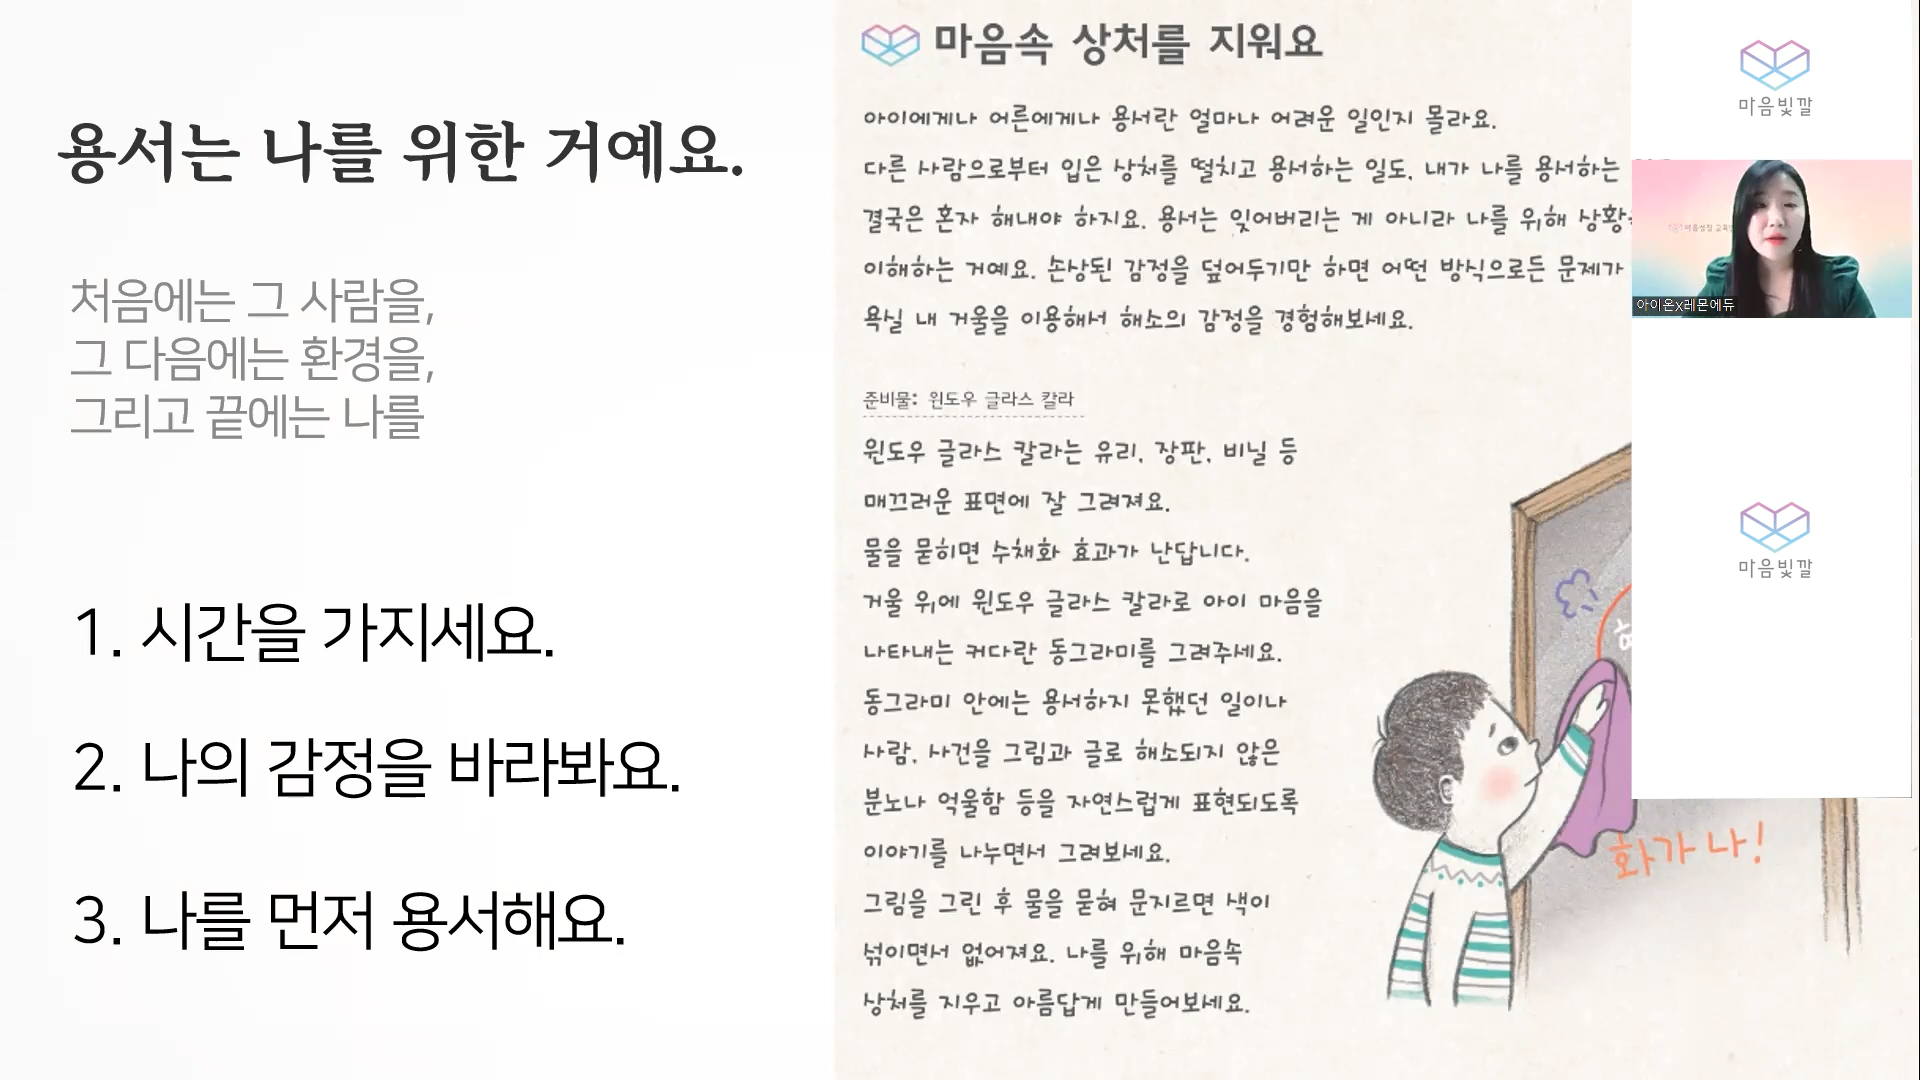 용서는 나를 위한 거예요.
처음에는 그 사람을,
그 다음에는 환경을,
그리고 끝에는 나를
1. 시간을 가지세요.
2. 나의 감정을 바라봐요.
3. 나를 먼저 용서해요.
마음속 상처를 지워요
아이에게나 어른에게나 용서란 얼마나 어려운 일인지 몰라요.
다른 사람으로부터 입은 상처를 떨치고 용서하는 일도, 내가 나를 용서하는
결국은 혼자 해내야 하지요. 용서는 잊어버리는 게 아니라 나를 위해 상황
이해하는 거예요. 손상된 감정을 덮어두기만 하면 어떤 방식으로든 문제가
욕실 내 거울을 이용해서 해소의 감정을 경험해보세요.
준비물: 윈도우 글라스 칼라
윈도우 글라스 칼라는 유리, 장판, 비닐 등
매끄러운 표면에 잘 그려져요.
물을 묻히면 수채화 효과가 난답니다.
거울 위에 윈도우 글라스 칼라로 아이 마음을
나타내는 커다란 동그라미를 그려주세요.
동그라미 안에는 용서하지 못했던 일이나
사람, 사건을 그림과 글로 해소되지 않은
분노나 억울함 등을 자연스럽게 표현되도록
이야기를 나누면서 그려보세요.
그림을 그린 후 물을 묻혀 문지르면 색이
섞이면서 없어져요. 나를 위해 마음속
상처를 지우고 아름답게 만들어보세요.
화가 나!
마음빛깔
아이온x레몬에듀
마음빛깔